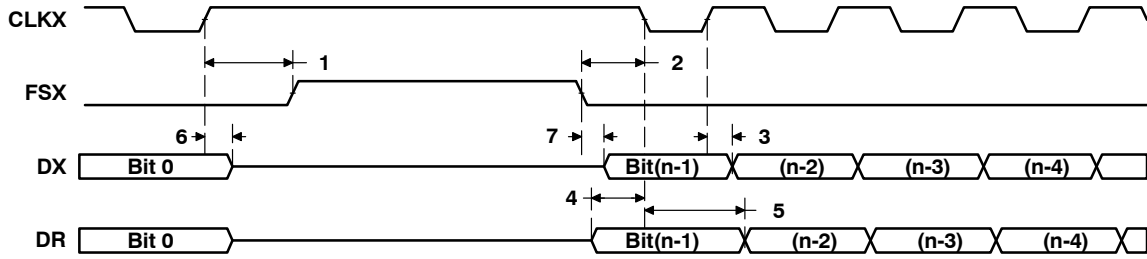 CLKX
1
2
FSX
6
7
3
DX
Bit 0
Bit(n-1)
(n-2)
(n-3)
(n-4)
4
5
DR
Bit 0
Bit(n-1)
(n-2)
(n-3)
(n-4)